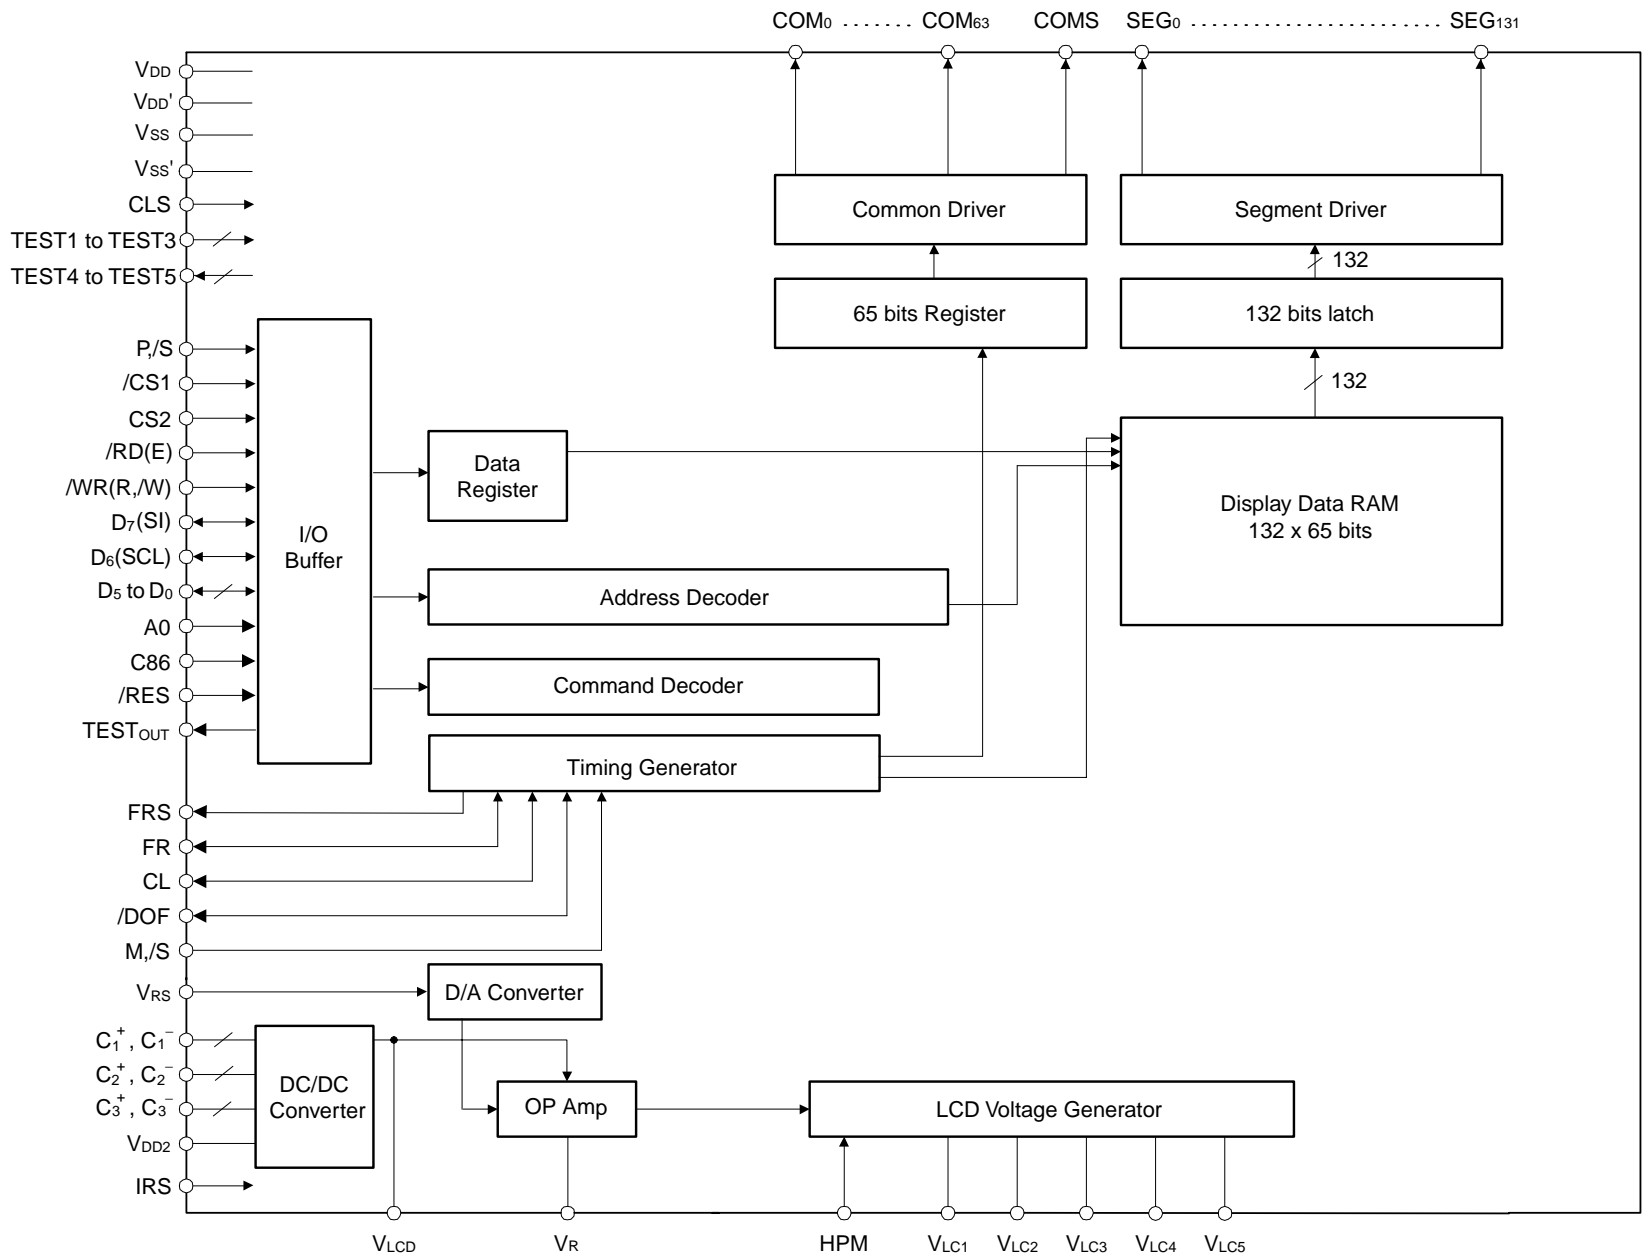 COM0 ........ COM63 COMS SEG0 ........................ SEG131
VDD
VDD'
VSS
VSS'
CLS
TEST1 to TEST3
TEST4 to TEST5
Common Driver
Segment Driver
132
65 bits Register
132 bits latch
132
P,/S
/CS1
CS2
/RD(E)
/WR(R,/W)
D7(SI)
D6(SCL)
D5 to D0
A0
C86
/RES
TESTOUT
I/O
Buffer
Data
Register
Address Decoder
Command Decoder
Timing Generator
Display Data RAM
132 x 65 bits
FRS
FR
CL
/DOF
M,/S
VRS
D/A Converter
C1+, C1−
C2+, C2−
C3+, C3−
VDD2
IRS
DC/DC
Converter
OP Amp
LCD Voltage Generator
VLCD VR HPM VLC1 VLC2 VLC3 VLC4 VLC5